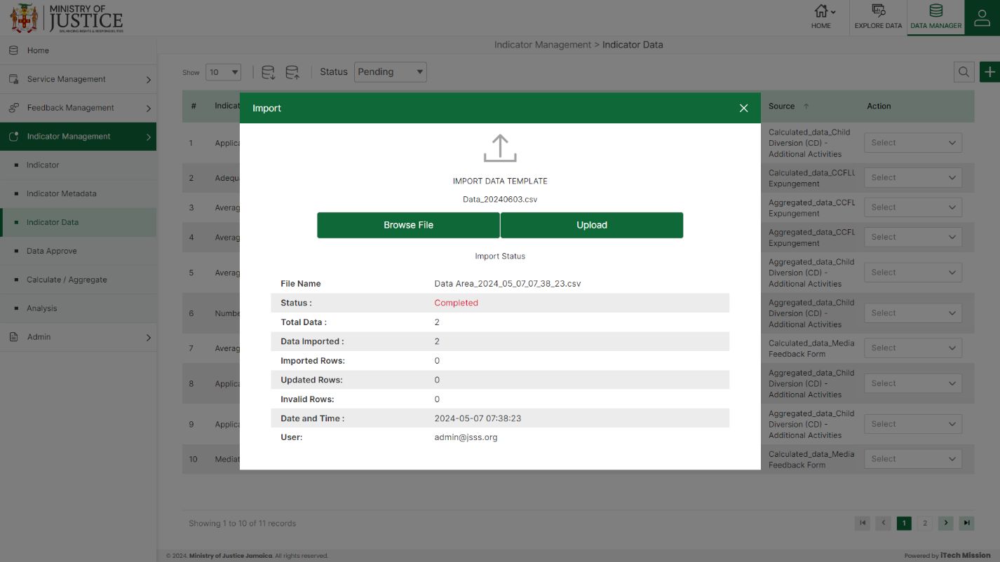 MINISTRY OF
JUSTICE
BALANCING RIGHTS & RESPONSIBILITIES
HOME
EXPLORE DATA
DATA MANAGER
Home
Service Management
Feedback Management
Indicator Management
Indicator
Indicator Metadata
Indicator Data
Data Approve
Calculate / Aggregate
Analysis
Admin
Indicator Management > Indicator Data
Show 10
Status Pending
# Indicat Source Action
1 Applica Calculated_data_Child
Diversion (CD) -
Additional Activities
Select
2 Adequa Calculated_data_CCFLU
Expungement
Select
3 Averag Aggregated_data_CCFL
Expungement
Select
4 Averag Aggregated_data_CCFL
Expungement
Select
5 Averag Aggregated_data_Child
Diversion (CD) -
Additional Activities
Select
6 Numbe Aggregated_data_Child
Diversion (CD) -
Additional Activities
Select
7 Averag Calculated_data_Media
Feedback Form
Select
8 Applica Aggregated_data_Child
Diversion (CD) -
Additional Activities
Select
9 Applica Aggregated_data_Child
Diversion (CD) -
Additional Activities
Select
10 Mediat Calculated_data_Media
Feedback Form
Select
Import
IMPORT DATA TEMPLATE
Data_20240603.csv
Browse File Upload
Import Status
File Name Data Area_2024_05_07_07_38_23.csv
Status : Completed
Total Data : 2
Data Imported : 2
Imported Rows: 0
Updated Rows: 0
Invalid Rows: 0
Date and Time : 2024-05-07 07:38:23
User: admin@jsss.org
Showing 1 to 10 of 11 records
1 2
© 2024. Ministry of Justice Jamaica. All rights reserved.
Powered by iTech Mission